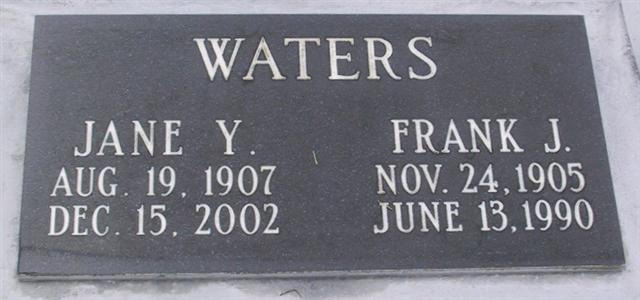 WATERS
JANE Y.
AUG. 19, 1907
DEC. 15, 2002
FRANK J.
NOV. 24, 1905
JUNE 13, 1990